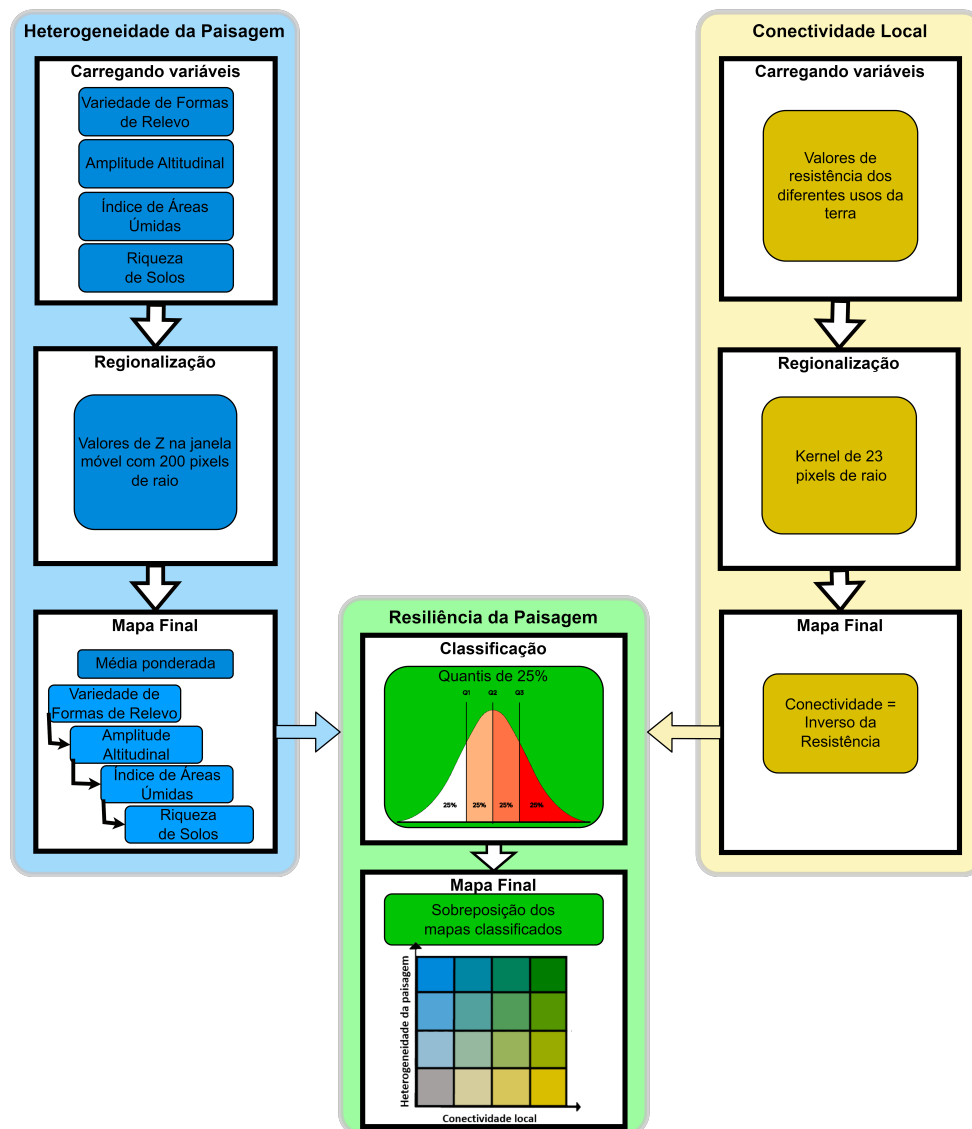 Heterogeneidade da Paisagem
Carregando variáveis
Variedade de Formas
de Relevo
Amplitude Altitudinal
Índice de Áreas
Úmidas
Riqueza
de Solos
Regionalização
Valores de Z na janela
móvel com 200 pixels
de raio
Mapa Final
Média ponderada
Variedade de
Formas de Relevo
Amplitude
Altitudinal
Índice de Áreas
Úmidas
Riqueza
de Solos
Conectividade Local
Carregando variáveis
Valores de
resistência dos
diferentes usos da
terra
Regionalização
Kernel de 23
pixels de raio
Mapa Final
Conectividade =
Inverso da
Resistência
Resiliência da Paisagem
Classificação
Quantis de 25%
Q1 Q2 Q3
25% 25% 25% 25%
Mapa Final
Sobreposição dos
mapas classificados
Heterogeneidade da paisagem
Conectividade local